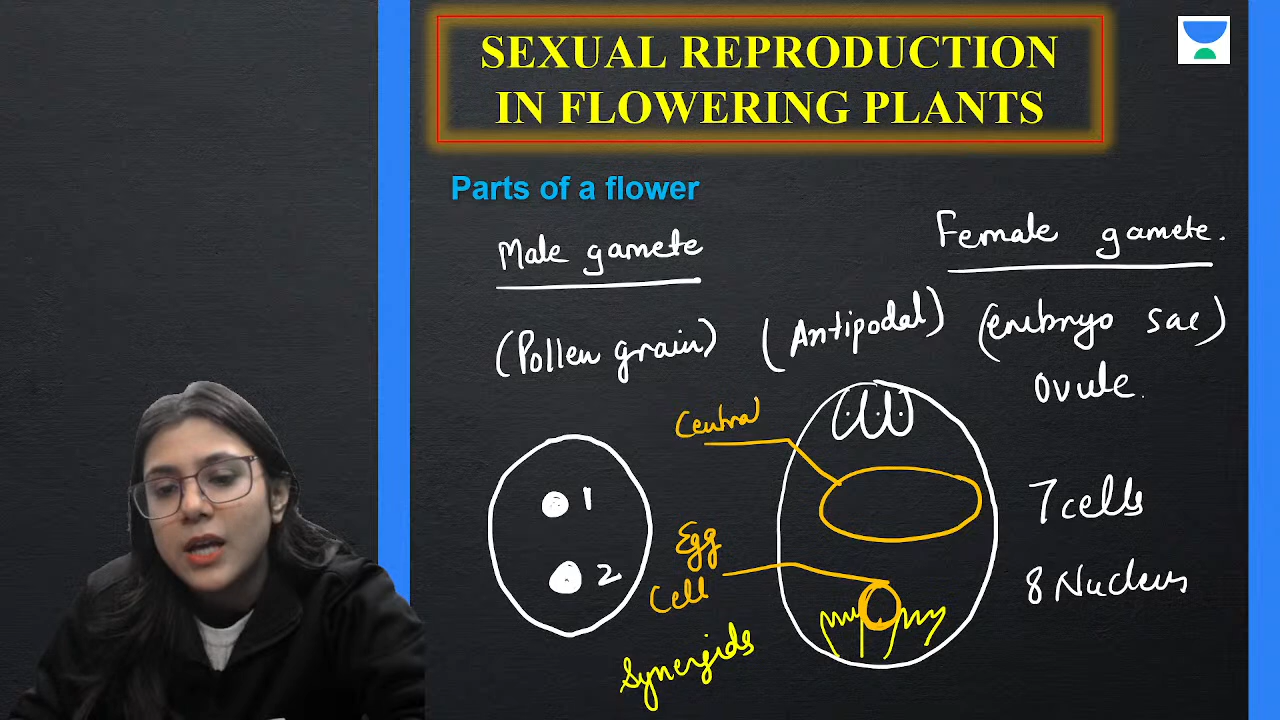 SEXUAL REPRODUCTION
IN FLOWERING PLANTS
Parts of a flower
Male gamete
Female gamete.
(Pollen grain)
(Antipodal)
(embryo sac)
Ovule.
Central
1
2
Egg
Cell
Synergids
7 cells
8 Nucleus